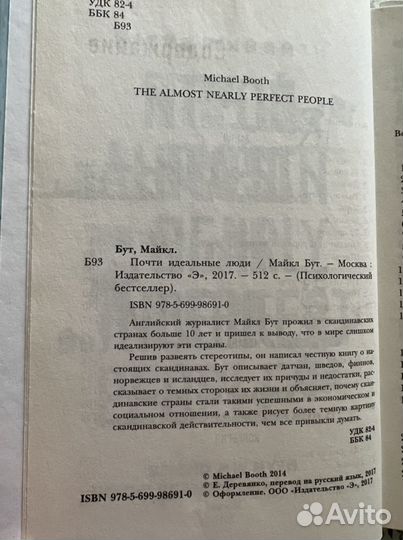 УДК 82-4
ББК 84
Б93
Michael Booth
THE ALMOST NEARLY PERFECT PEOPLE
Бут, Майкл.
Б93 Почти идеальные люди / Майкл Бут. — Москва :
Издательство «Э», 2017. — 512 с. — (Психологический
бестселлер).
ISBN 978-5-699-98691-0
Английский журналист Майкл Бут прожил в скандинавских
странах больше 10 лет и пришел к выводу, что в мире слишком
идеализируют эти страны.
Решив развеять стереотипы, он написал честную книгу о на-
стоящих скандинавах. Бут описывает датчан, шведов, финнов,
норвежцев и исландцев, исследует их причуды и недостатки, рас-
сказывает о темных сторонах их жизни и объясняет, почему скан-
динавские страны стали такими успешными в экономическом и
социальном отношении, а также рисует более темную картину
скандинавской действительности, чем все привыкли думать.
УДК 82-4
ББК 84
© Michael Booth 2014
© Е. Деревянко, перевод на русский язык, 2017
ISBN 978-5-699-98691-0 © Оформление. ООО «Издательство «Э», 2017
Avito